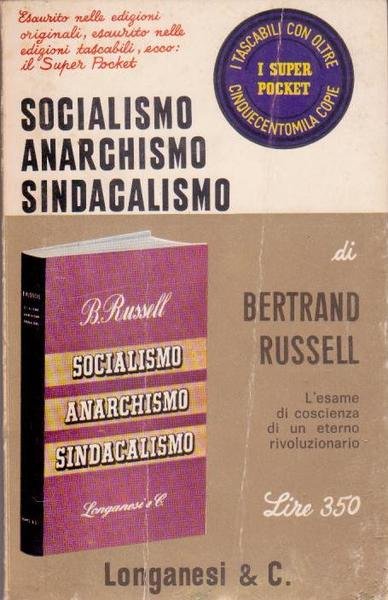 Esaurito nelle edizioni
originali, esaurito nelle
edizioni tascabili, ecco:
il Super Pocket
I TASCABILI CON OLTRE
I SUPER
POCKET
CINQUECENTOMILA COPIE
SOCIALISMO
ANARCHISMO
SINDACALISMO
di
BERTRAND
RUSSELL
L'esame
di coscienza
di un eterno
rivoluzionario
Lire 350
B. Russell
SOCIALISMO
ANARCHISMO
SINDACALISMO
Longanesi & C.
Longanesi & C.